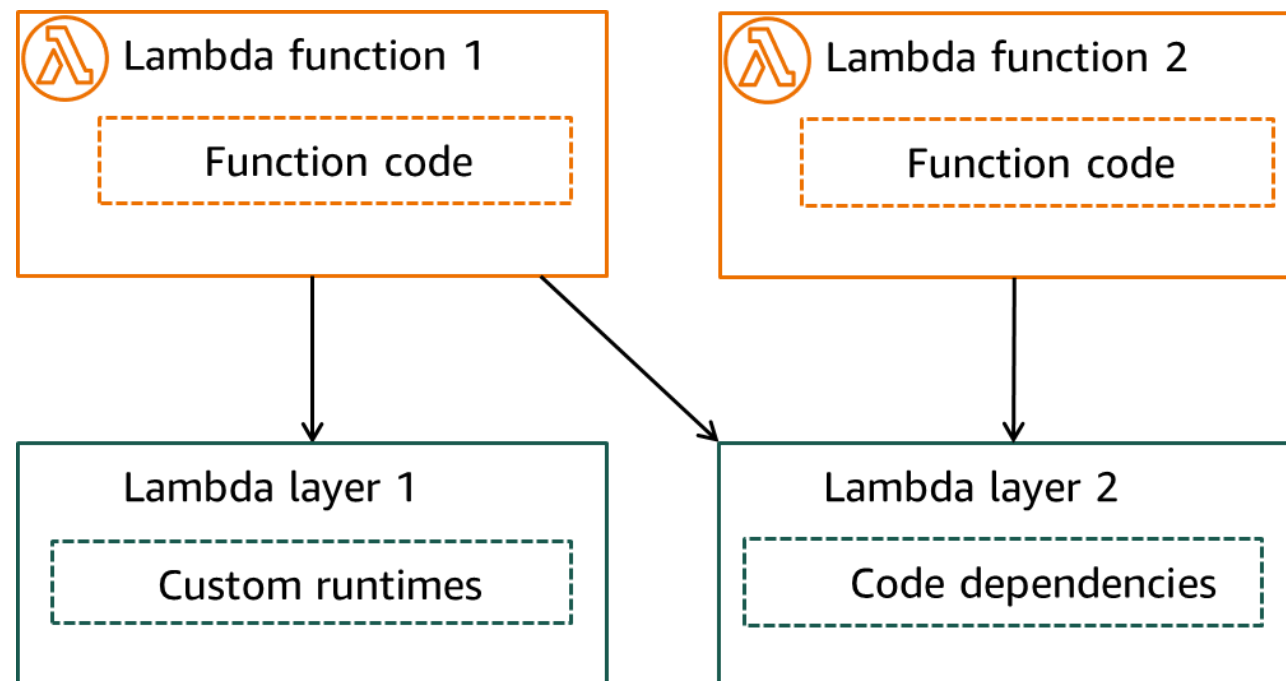 Lambda function 1
Function code
Lambda function 2
Function code
Lambda layer 1
Custom runtimes
Lambda layer 2
Code dependencies